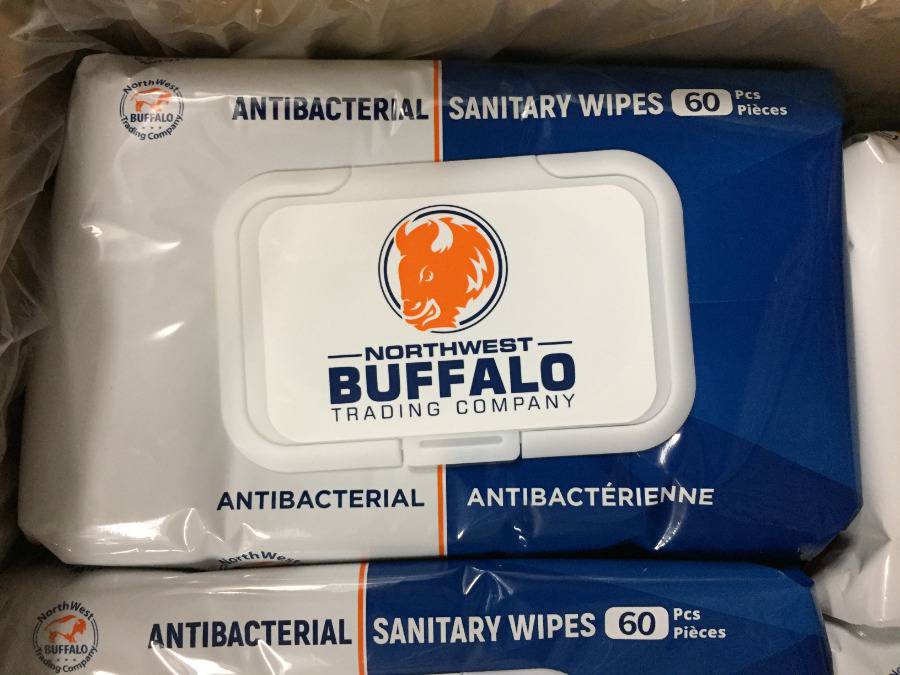 NorthWest
BUFFALO
Trading Company
ANTIBACTERIAL SANITARY WIPES 60 Pcs
Pièces
NORTHWEST
BUFFALO
TRADING COMPANY
ANTIBACTERIAL ANTIBACTÉRIENNE
NorthWest
NorthWest
BUFFALO
Trading Company
ANTIBACTERIAL SANITARY WIPES 60 Pcs
Pièces